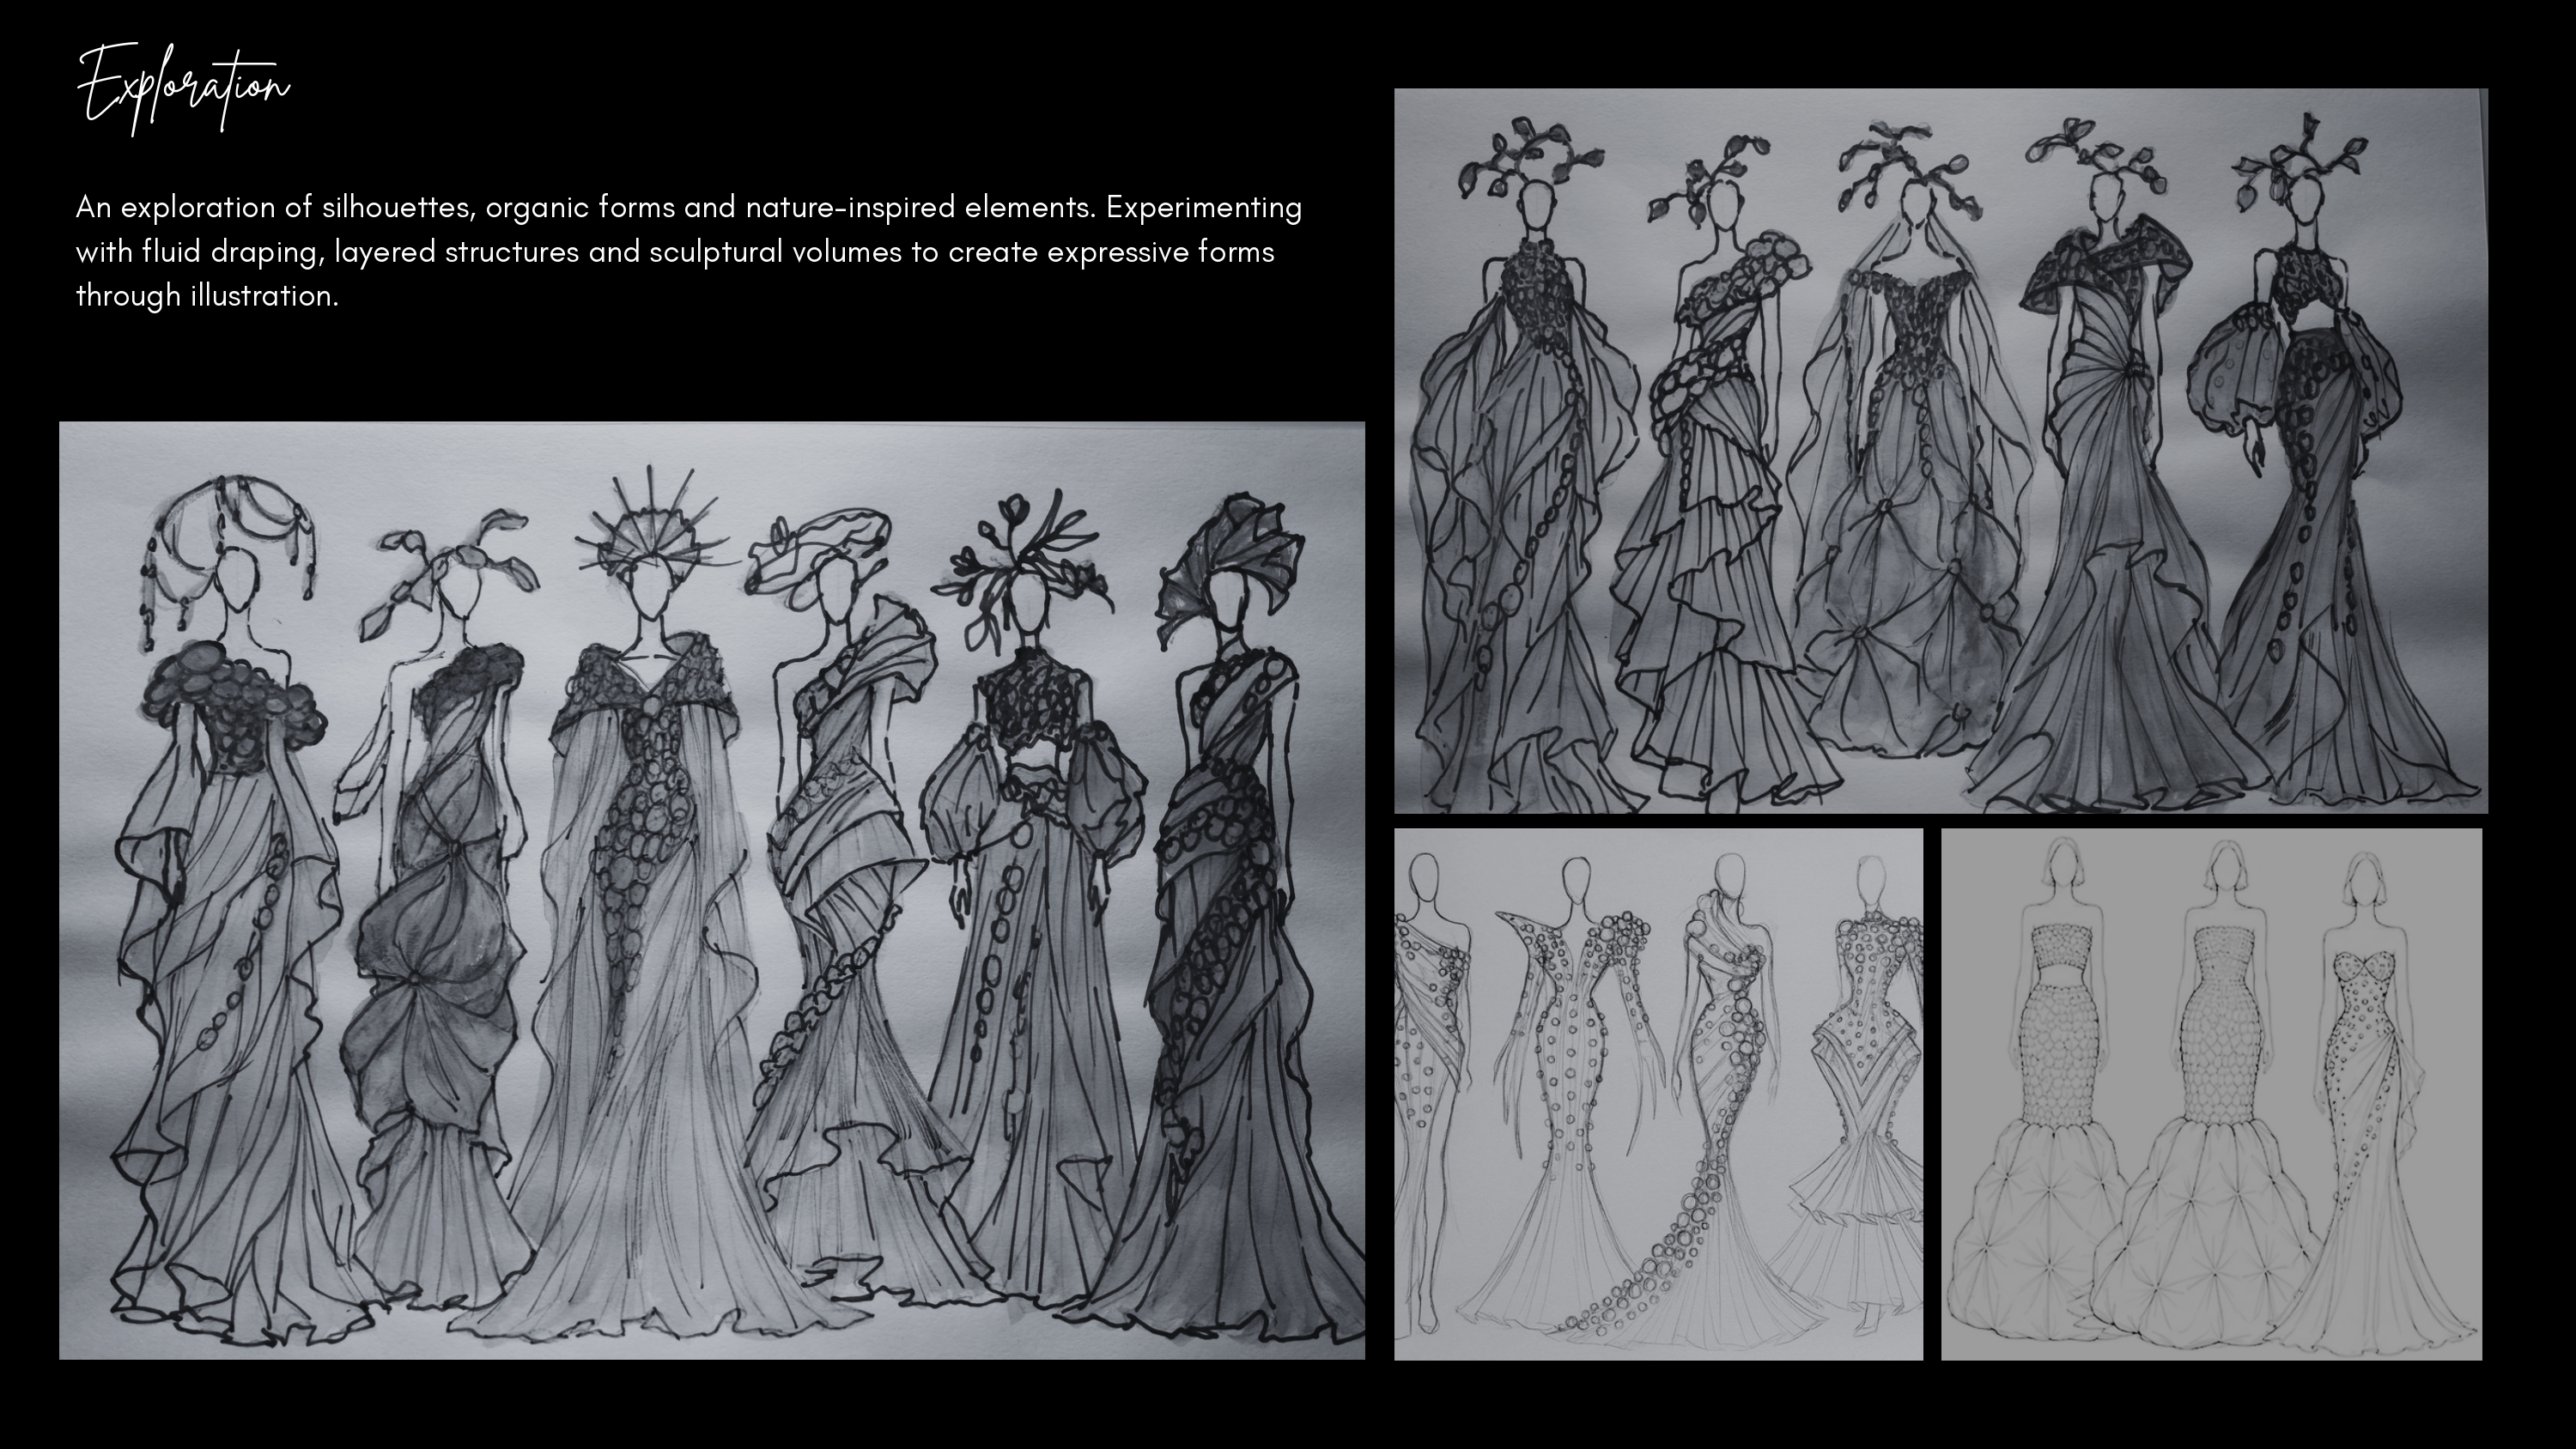 Exploration
An exploration of silhouettes, organic forms and nature-inspired elements. Experimenting
with fluid draping, layered structures and sculptural volumes to create expressive forms
through illustration.